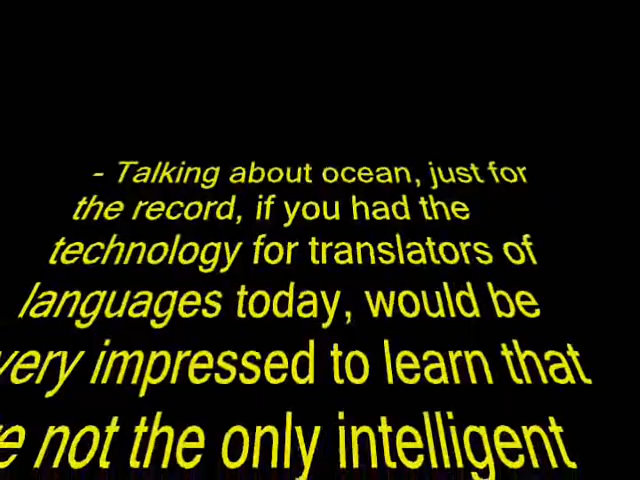 - Talking about ocean, just for
the record, if you had the
technology for translators of
languages today, would be
very impressed to learn that
not the only intelligent